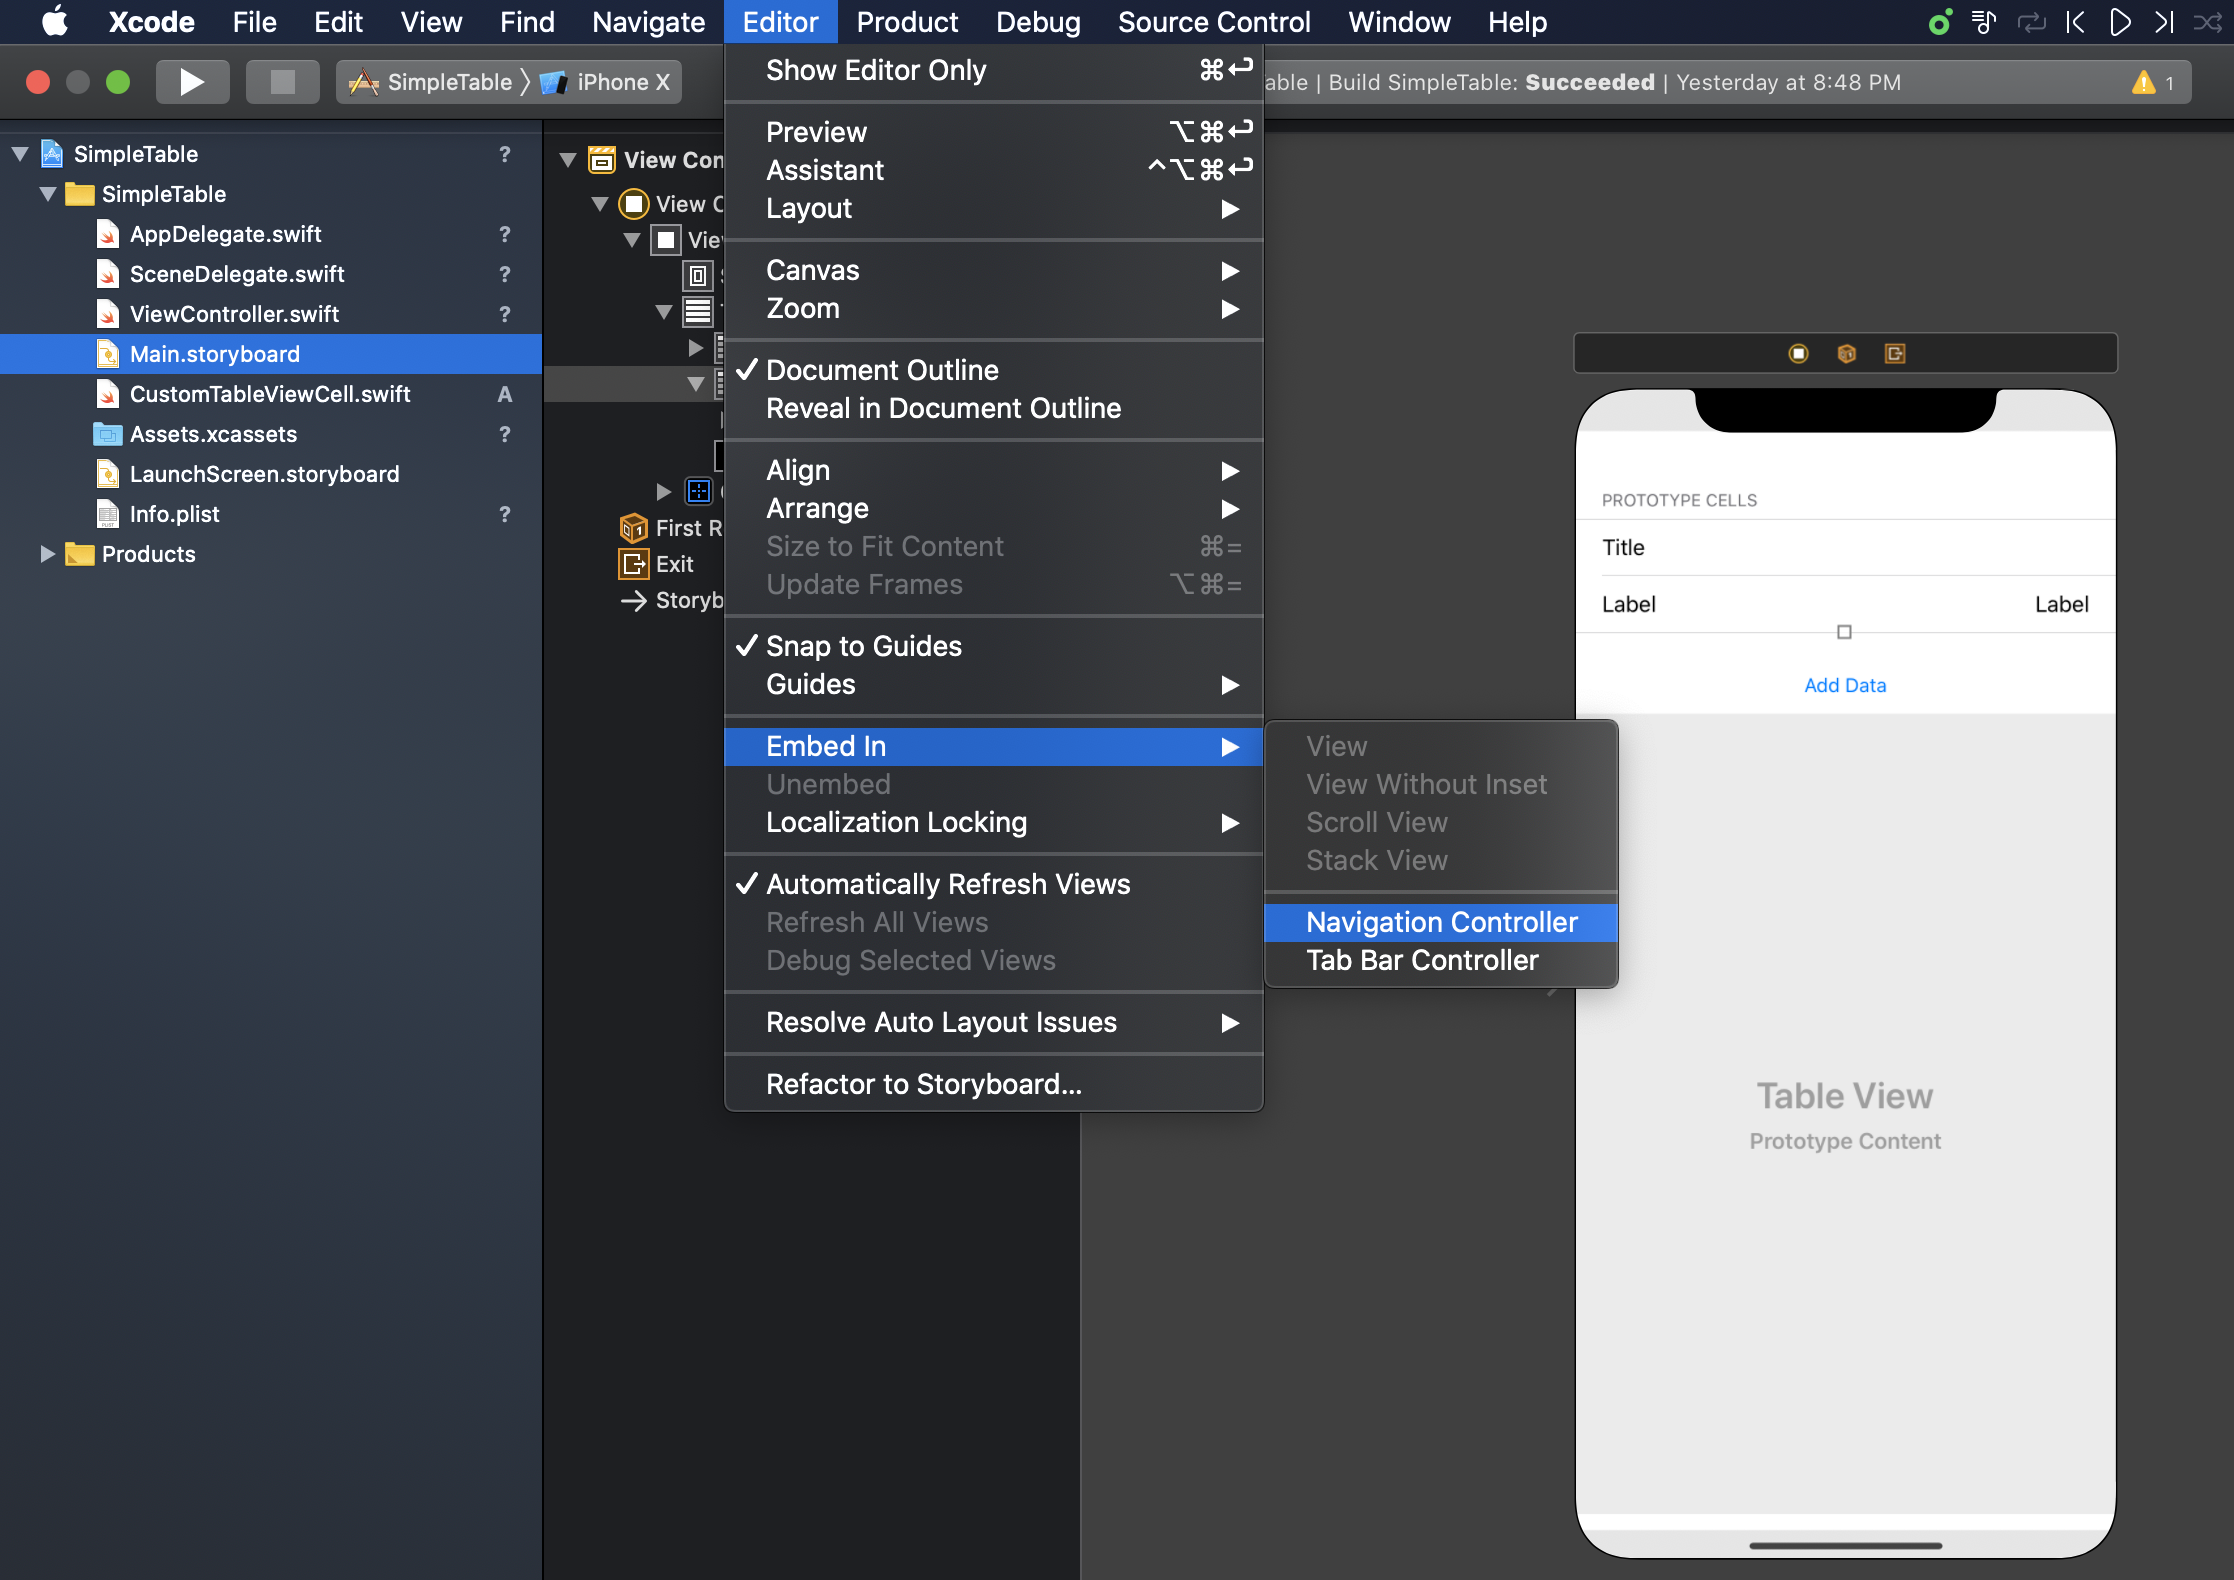 Xcode File Edit View Find Navigate Editor Product Debug Source Control Window Help
SimpleTable 〉 iPhone X
Build SimpleTable: Succeeded | Yesterday at 8:48 PM
1
SimpleTable ?
SimpleTable
AppDelegate.swift ?
SceneDelegate.swift ?
ViewController.swift ?
Main.storyboard
CustomTableViewCell.swift A
Assets.xcassets ?
LaunchScreen.storyboard
Info.plist ?
Products
View Con
View C
Vie
First R
Exit
Storyb
Show Editor Only ⌘↩
Preview ⌥⌘↩
Assistant ^⌥⌘↩
Layout
Canvas
Zoom
✓ Document Outline
Reveal in Document Outline
Align
Arrange
Size to Fit Content ⌘=
Update Frames ⌥⌘=
✓ Snap to Guides
Guides
Embed In
Unembed
Localization Locking
✓ Automatically Refresh Views
Refresh All Views
Debug Selected Views
Resolve Auto Layout Issues
Refactor to Storyboard...
View
View Without Inset
Scroll View
Stack View
Navigation Controller
Tab Bar Controller
PROTOTYPE CELLS
Title
Label Label
Add Data
Table View
Prototype Content